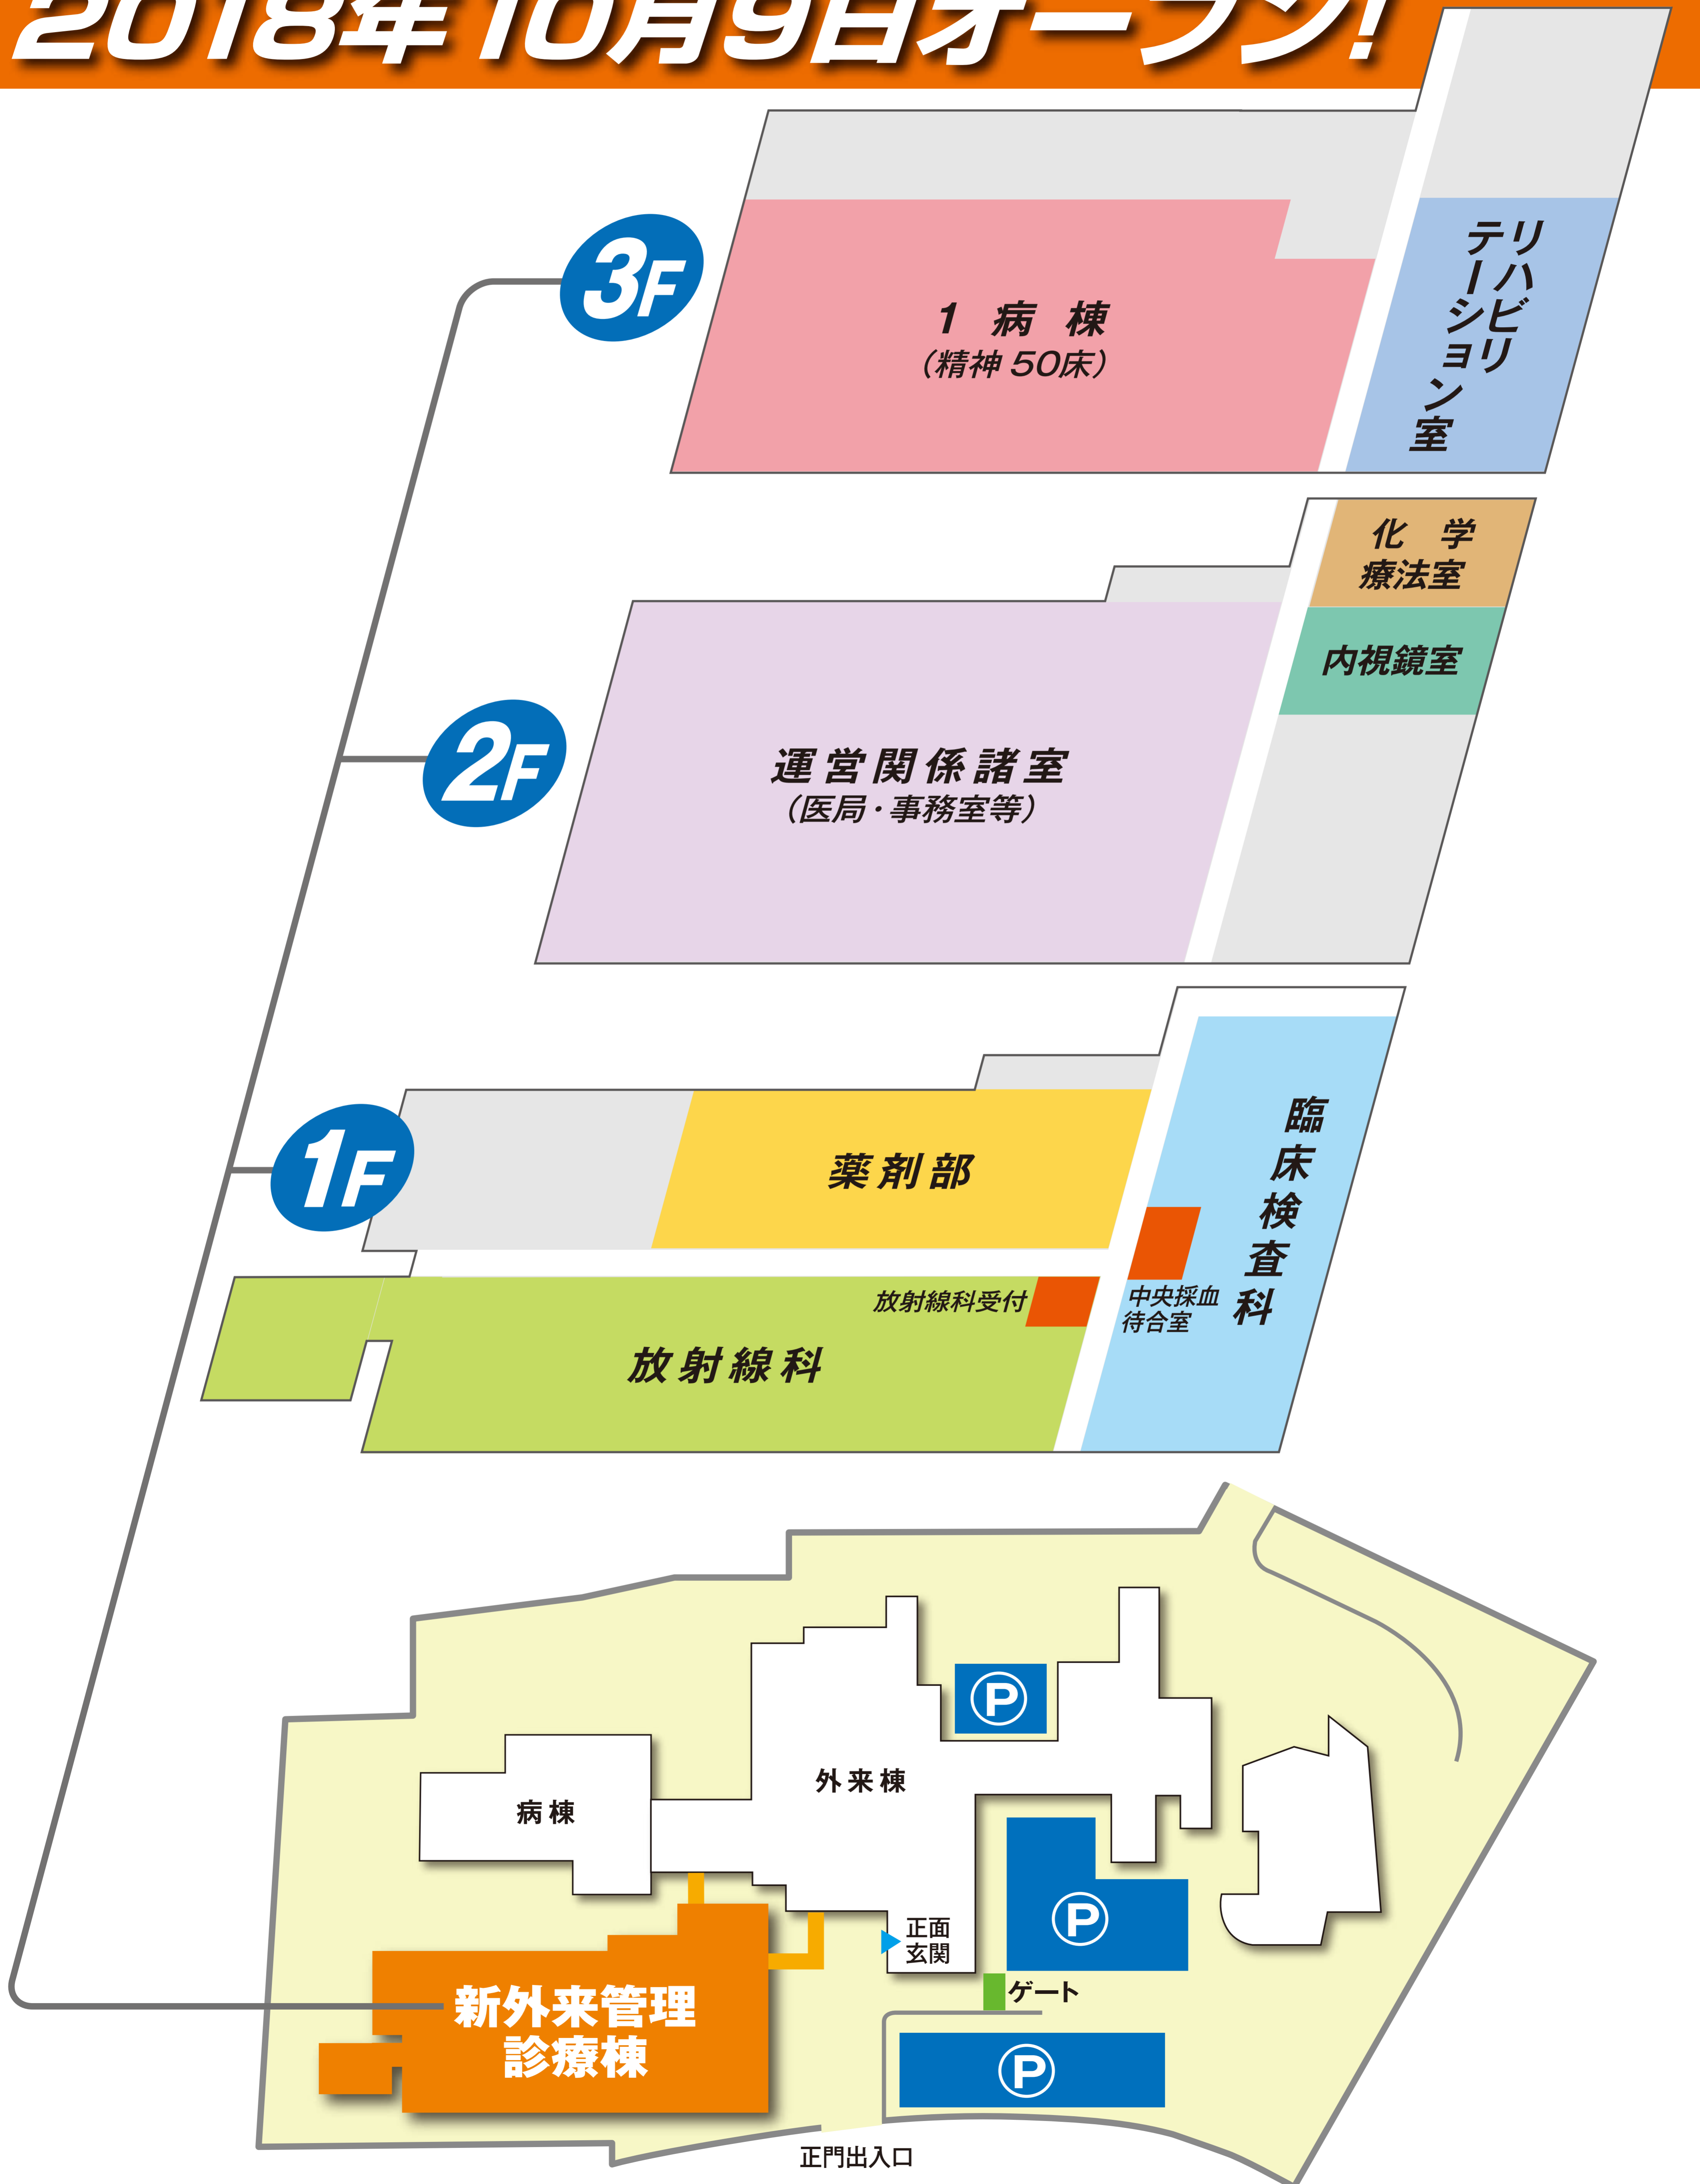 2018年10月9日オープン!
3F
1 病 棟
（精神 50床）
リハビリ
テーション室
2F
化 学
療法室
内視鏡室
運営関係諸室
（医局・事務室等）
1F
薬剤部
臨床検査科
放射線科受付
中央採血
待合室
放射線科
P
外来棟
病棟
P
正面
玄関
ゲート
新外来管理
診療棟
P
正門出入口